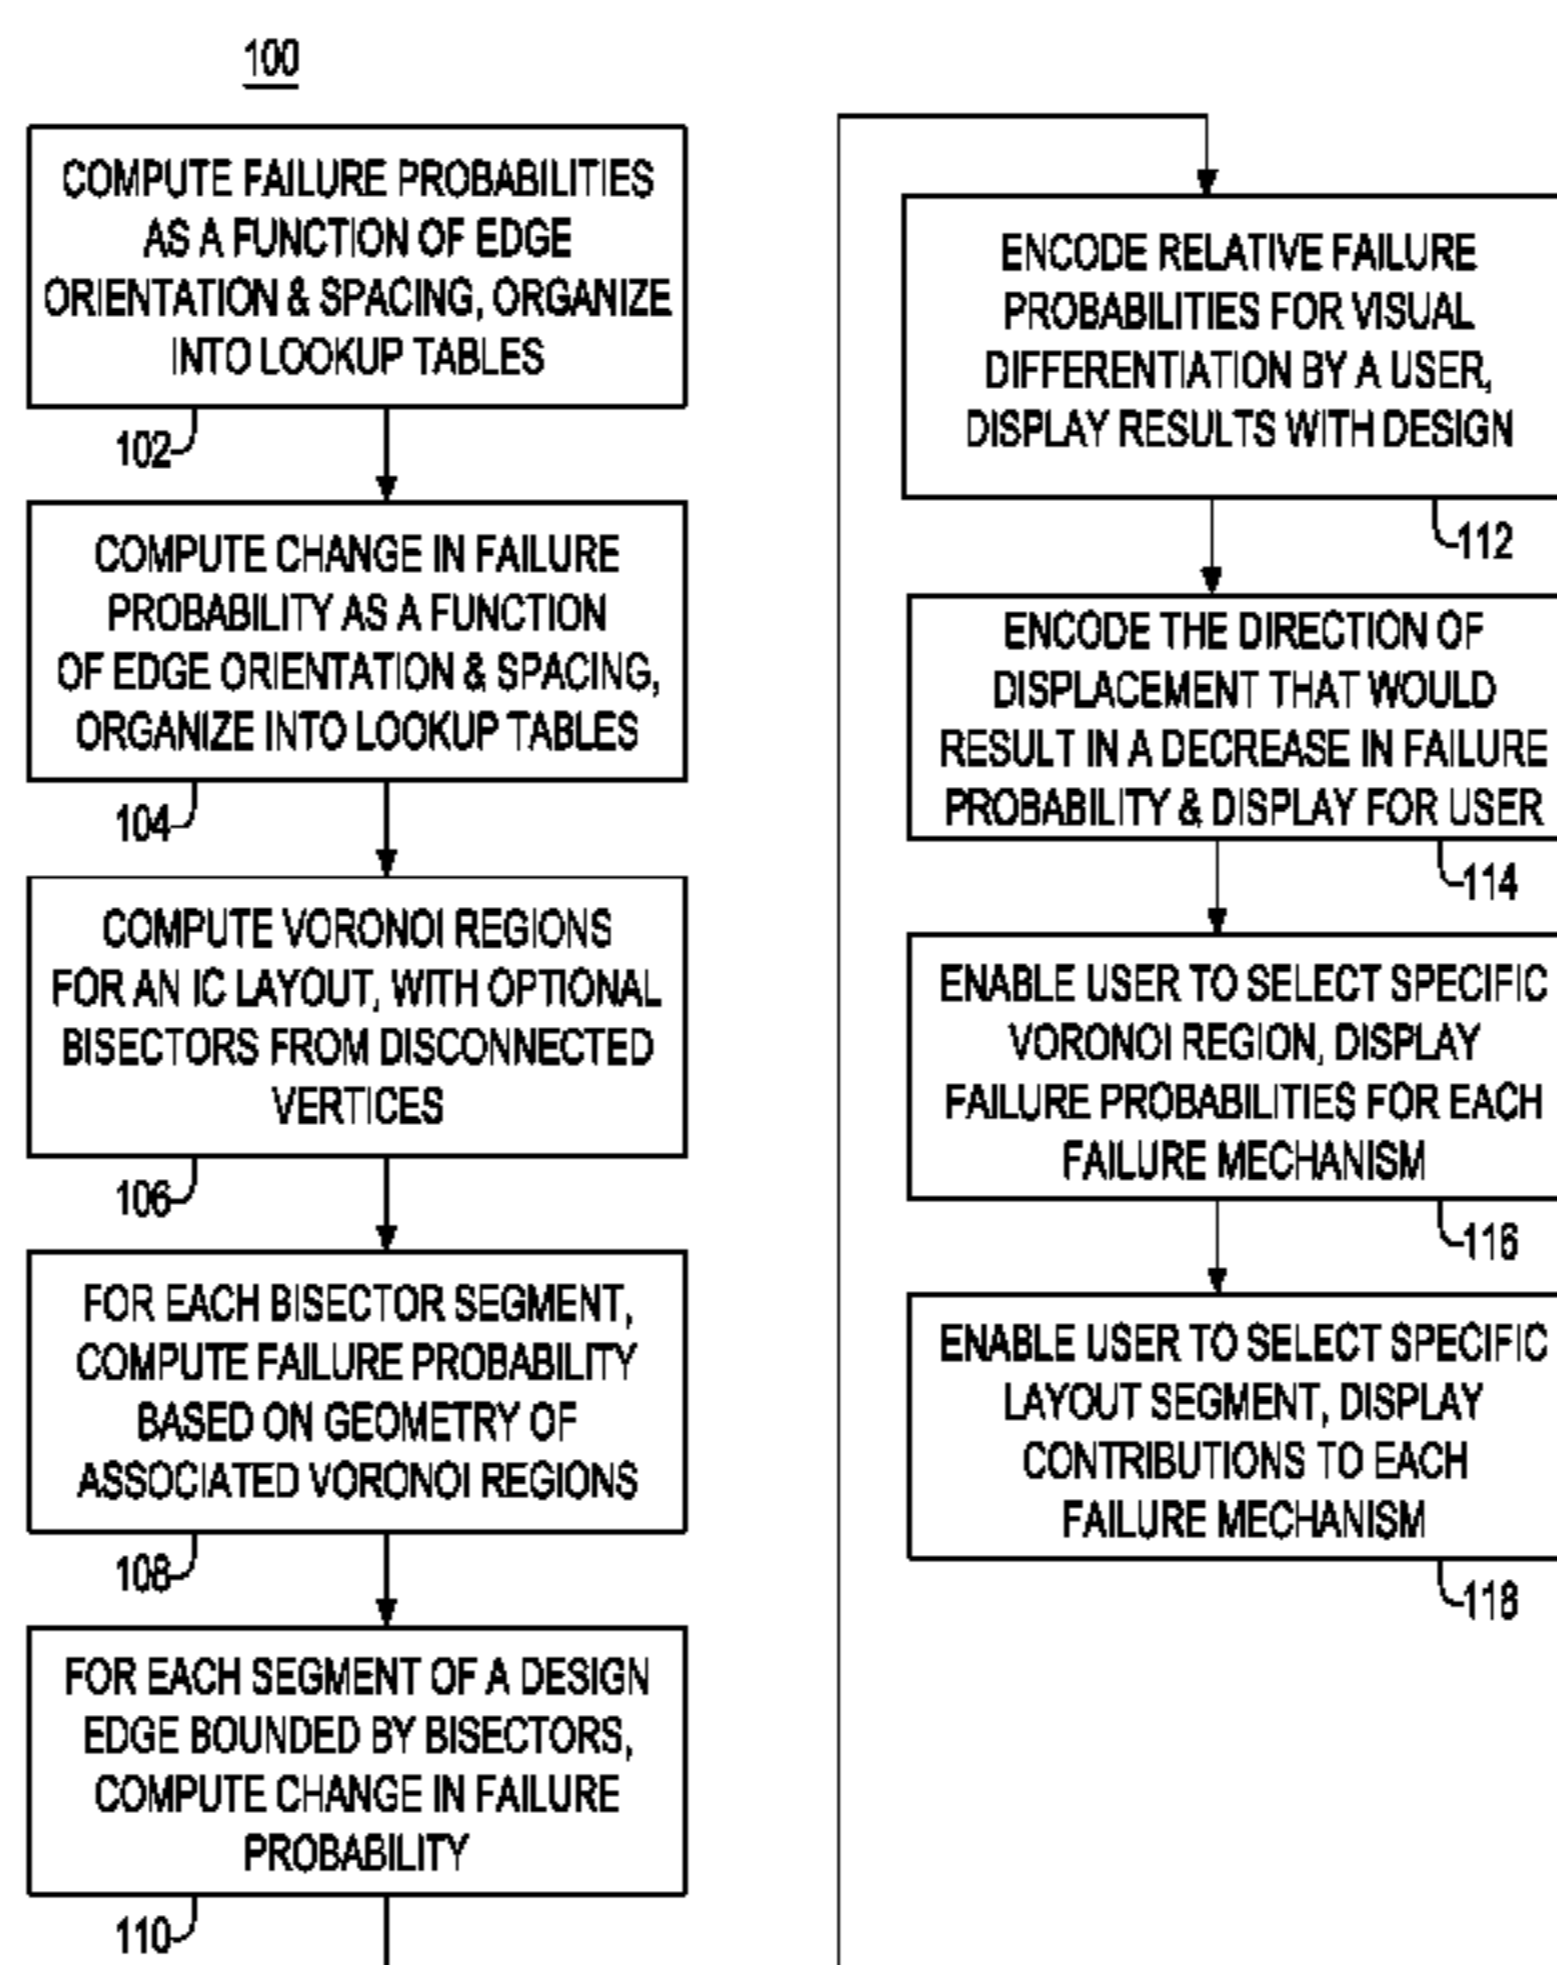 100
COMPUTE FAILURE PROBABILITIES
AS A FUNCTION OF EDGE
ORIENTATION & SPACING, ORGANIZE
INTO LOOKUP TABLES
102
COMPUTE CHANGE IN FAILURE
PROBABILITY AS A FUNCTION
OF EDGE ORIENTATION & SPACING,
ORGANIZE INTO LOOKUP TABLES
104
COMPUTE VORONOI REGIONS
FOR AN IC LAYOUT, WITH OPTIONAL
BISECTORS FROM DISCONNECTED
VERTICES
106
FOR EACH BISECTOR SEGMENT,
COMPUTE FAILURE PROBABILITY
BASED ON GEOMETRY OF
ASSOCIATED VORONOI REGIONS
108
FOR EACH SEGMENT OF A DESIGN
EDGE BOUNDED BY BISECTORS,
COMPUTE CHANGE IN FAILURE
PROBABILITY
110
ENCODE RELATIVE FAILURE
PROBABILITIES FOR VISUAL
DIFFERENTIATION BY A USER,
DISPLAY RESULTS WITH DESIGN
112
ENCODE THE DIRECTION OF
DISPLACEMENT THAT WOULD
RESULT IN A DECREASE IN FAILURE
PROBABILITY & DISPLAY FOR USER
114
ENABLE USER TO SELECT SPECIFIC
VORONOI REGION, DISPLAY
FAILURE PROBABILITIES FOR EACH
FAILURE MECHANISM
116
ENABLE USER TO SELECT SPECIFIC
LAYOUT SEGMENT, DISPLAY
CONTRIBUTIONS TO EACH
FAILURE MECHANISM
118